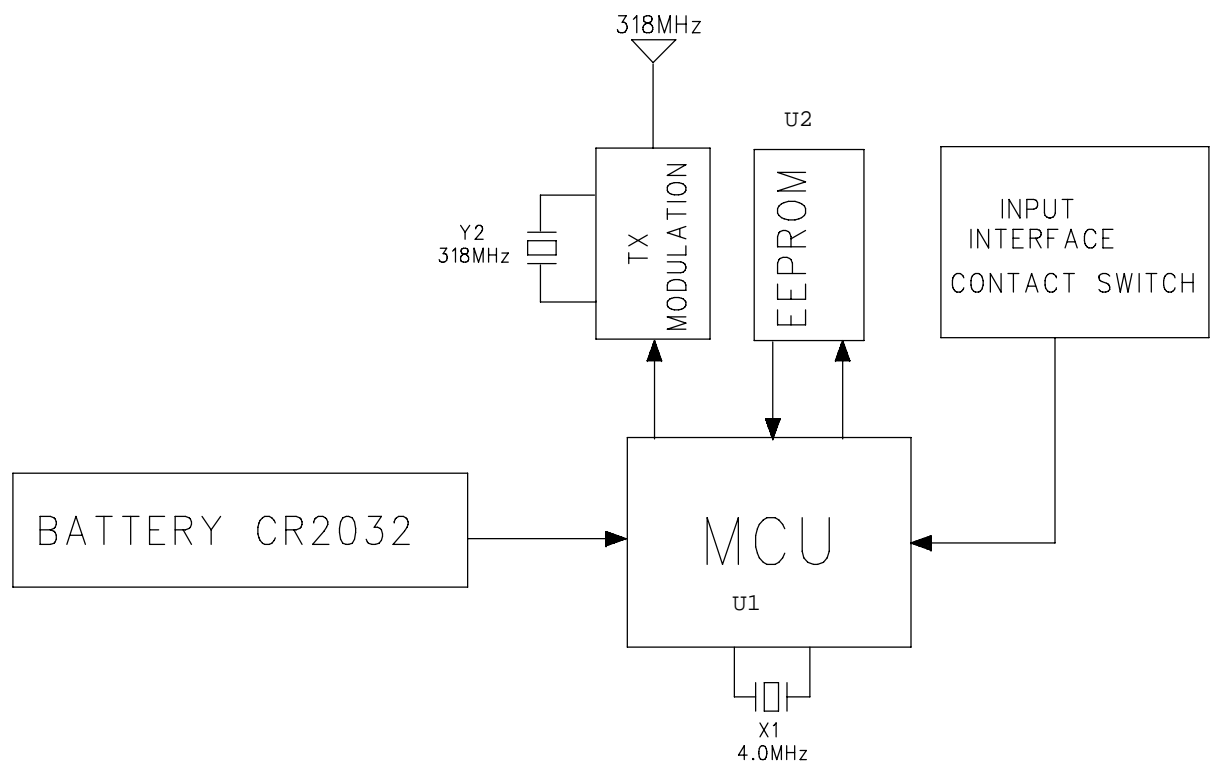 318MHz
U2
TX
MODULATION
EEPROM
INPUT
INTERFACE
CONTACT SWITCH
Y2
318MHz
BATTERY CR2032
MCU
U1
X1
4.0MHz